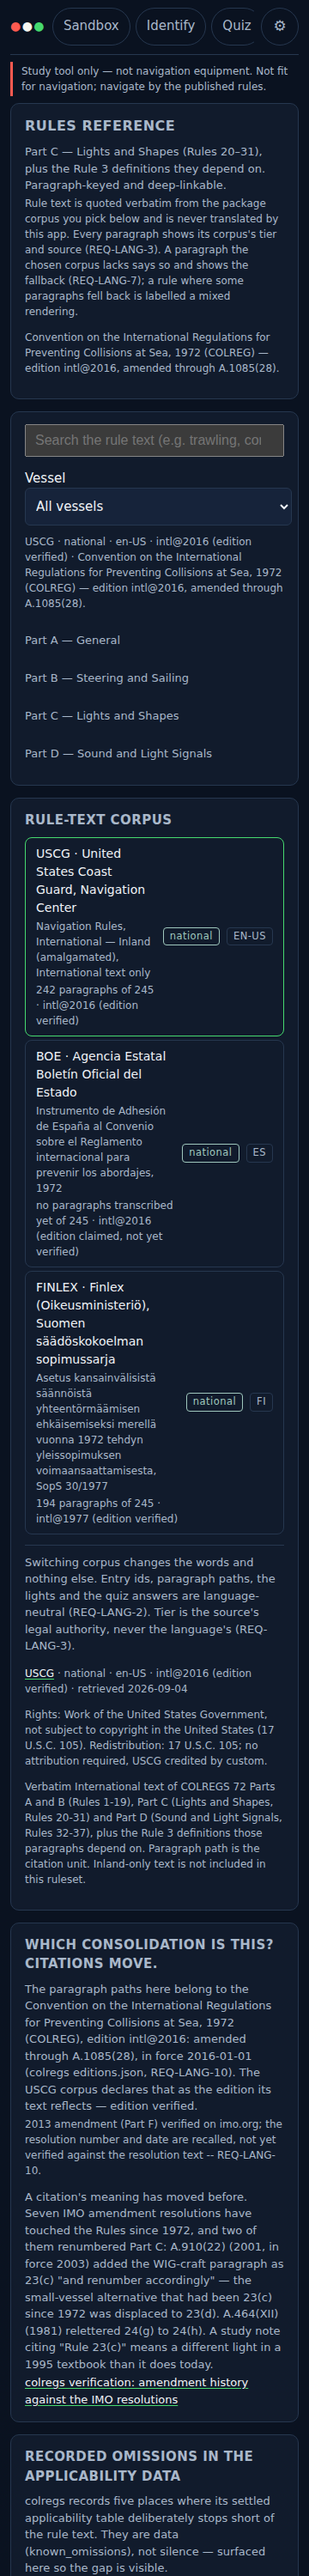 Sandbox
Identify
Quiz
Study tool only — not navigation equipment. Not fit
for navigation; navigate by the published rules.
RULES REFERENCE
Part C — Lights and Shapes (Rules 20–31),
plus the Rule 3 definitions they depend on.
Paragraph-keyed and deep-linkable.
Rule text is quoted verbatim from the package
corpus you pick below and is never translated by
this app. Every paragraph shows its corpus's tier
and source (REQ-LANG-3). A paragraph the
chosen corpus lacks says so and shows the
fallback (REQ-LANG-7); a rule where some
paragraphs fell back is labelled a mixed
rendering.
Convention on the International Regulations for
Preventing Collisions at Sea, 1972 (COLREG) —
edition intl@2016, amended through A.1085(28).
Search the rule text (e.g. trawling, co
Vessel
All vessels
USCG · national · en-US · intl@2016 (edition
verified) · Convention on the International
Regulations for Preventing Collisions at Sea, 1972
(COLREG) — edition intl@2016, amended through
A.1085(28).
Part A — General
Part B — Steering and Sailing
Part C — Lights and Shapes
Part D — Sound and Light Signals
RULE-TEXT CORPUS
USCG · United
States Coast
Guard, Navigation
Center
Navigation Rules,
International — Inland
(amalgamated),
International text only
242 paragraphs of 245
· intl@2016 (edition
verified)
national
EN-US
BOE · Agencia Estatal
Boletín Oficial del
Estado
Instrumento de Adhesión
de España al Convenio
sobre el Reglamento
internacional para
prevenir los abordajes,
1972
no paragraphs transcribed
yet of 245 · intl@2016
(edition claimed, not yet
verified)
national
ES
FINLEX · Finlex
(Oikeusministeriö),
Suomen
säädöskokoelman
sopimussarja
Asetus kansainvälisistä
säännöistä
yhteentörmäämisen
ehkäisemiseksi merellä
vuonna 1972 tehdyn
yleissopimuksen
voimaansaattamisesta,
SopS 30/1977
194 paragraphs of 245 ·
intl@1977 (edition verified)
national
FI
Switching corpus changes the words and
nothing else. Entry ids, paragraph paths, the
lights and the quiz answers are language-
neutral (REQ-LANG-2). Tier is the source's
legal authority, never the language's (REQ-
LANG-3).
USCG · national · en-US · intl@2016 (edition
verified) · retrieved 2026-09-04
Rights: Work of the United States Government,
not subject to copyright in the United States (17
U.S.C. 105). Redistribution: 17 U.S.C. 105; no
attribution required, USCG credited by custom.
Verbatim International text of COLREGS 72 Parts
A and B (Rules 1-19), Part C (Lights and Shapes,
Rules 20-31) and Part D (Sound and Light Signals,
Rules 32-37), plus the Rule 3 definitions those
paragraphs depend on. Paragraph path is the
citation unit. Inland-only text is not included in
this ruleset.
WHICH CONSOLIDATION IS THIS?
CITATIONS MOVE.
The paragraph paths here belong to the
Convention on the International Regulations
for Preventing Collisions at Sea, 1972
(COLREG), edition intl@2016: amended
through A.1085(28), in force 2016-01-01
(colregs editions.json, REQ-LANG-10). The
USCG corpus declares that as the edition its
text reflects — edition verified.
2013 amendment (Part F) verified on imo.org; the
resolution number and date are recalled, not yet
verified against the resolution text -- REQ-LANG-
10.
A citation's meaning has moved before.
Seven IMO amendment resolutions have
touched the Rules since 1972, and two of
them renumbered Part C: A.910(22) (2001, in
force 2003) added the WIG-craft paragraph as
23(c) "and renumber accordingly" — the
small-vessel alternative that had been 23(c)
since 1972 was displaced to 23(d). A.464(XII)
(1981) relettered 24(g) to 24(h). A study note
citing "Rule 23(c)" means a different light in a
1995 textbook than it does today.
colregs verification: amendment history
against the IMO resolutions
RECORDED OMISSIONS IN THE
APPLICABILITY DATA
colregs records five places where its settled
applicability table deliberately stops short of
the rule text. They are data
(known_omissions), not silence — surfaced
here so the gap is visible.